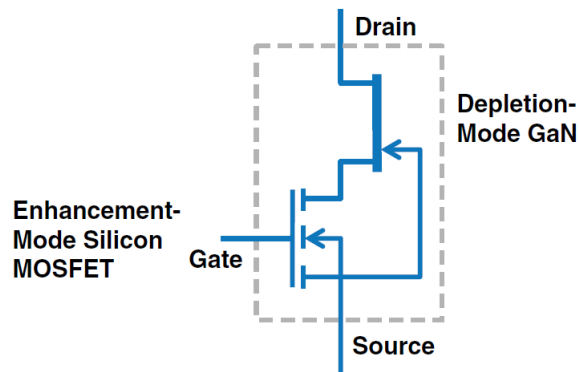 Drain
Depletion-
Mode GaN
Enhancement-
Mode Silicon
MOSFET
Gate
Source